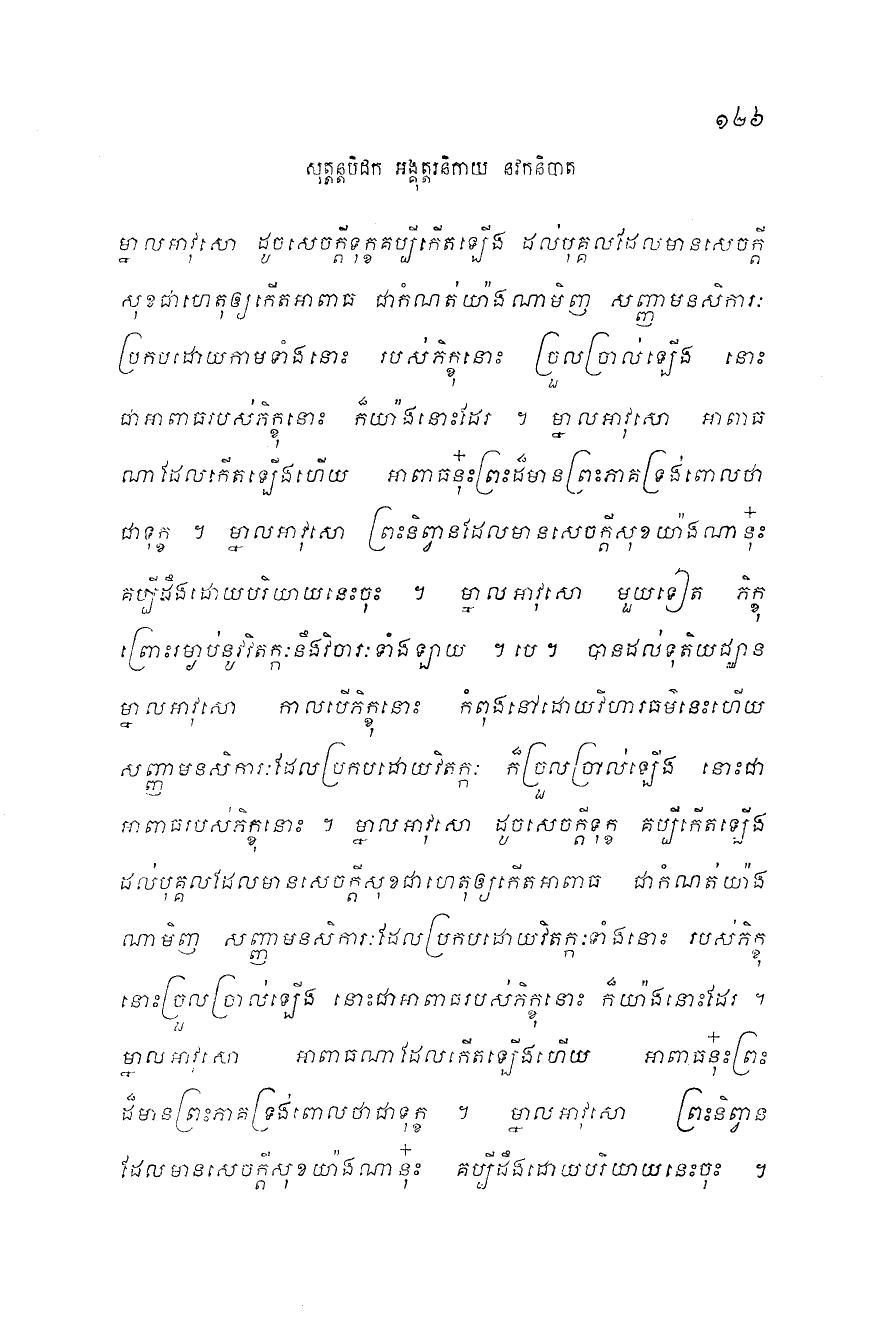 ១២៦
សុត្តន្តបិដក អង្គុត្តរនិកាយ នវកនិបាត
ម្នាលអាវុសោ ដូចសេចក្តីទុក្ខគប្បីកើតឡើង ដល់បុគ្គលដែលមានសេចក្តី
សុខជាហេតុឲ្យកើតអាពាធ ជាកំណត់យ៉ាងណាមិញ សញ្ញាមនសិការៈ
ប្រកបដោយកាមទាំងនោះ របស់ភិក្ខុនោះ ច្រួលច្រាល់ឡើង នោះ
ជាអាពាធរបស់ភិក្ខុនោះ ក៏យ៉ាងនោះដែរ ។ ម្នាលអាវុសោ អាពាធ
ណាដែលកើតឡើងហើយ អាពាធនុ៎ះព្រះដ៏មានព្រះភាគទ្រង់ពោលថា
ជាទុក្ខ ។ ម្នាលអាវុសោ ព្រះនិព្វានដែលមានសេចក្តីសុខយ៉ាងណានុ៎ះ
គប្បីដឹងដោយបរិយាយនេះចុះ ។ ម្នាលអាវុសោ មួយទៀត ភិក្ខុ
ព្រោះរម្ងាប់នូវវិតក្កៈនឹងវិចារៈទាំងឡាយ ។បេ។ បានដល់ទុតិយជ្ឈាន
ម្នាលអាវុសោ កាលបើភិក្ខុនោះ កំពុងនៅដោយវិហារធម៌នេះហើយ
សញ្ញាមនសិការៈដែលប្រកបដោយវិតក្កៈ ក៏ច្រួលច្រាល់ឡើង នោះជា
អាពាធរបស់ភិក្ខុនោះ ។ ម្នាលអាវុសោ ដូចសេចក្តីទុក្ខ គប្បីកើតឡើង
ដល់បុគ្គលដែលមានសេចក្តីសុខជាហេតុឲ្យកើតអាពាធ ជាកំណត់យ៉ាង
ណាមិញ សញ្ញាមនសិការៈដែលប្រកបដោយវិតក្កៈទាំងនោះ របស់ភិក្ខុ
នោះច្រួលច្រាល់ឡើង នោះជាអាពាធរបស់ភិក្ខុនោះ ក៏យ៉ាងនោះដែរ ។
ម្នាលអាវុសោ អាពាធណាដែលកើតឡើងហើយ អាពាធនុ៎ះព្រះ
ដ៏មានព្រះភាគទ្រង់ពោលថាជាទុក្ខ ។ ម្នាលអាវុសោ ព្រះនិព្វាន
ដែលមានសេចក្តីសុខយ៉ាងណានុ៎ះ គប្បីដឹងដោយបរិយាយនេះចុះ ។